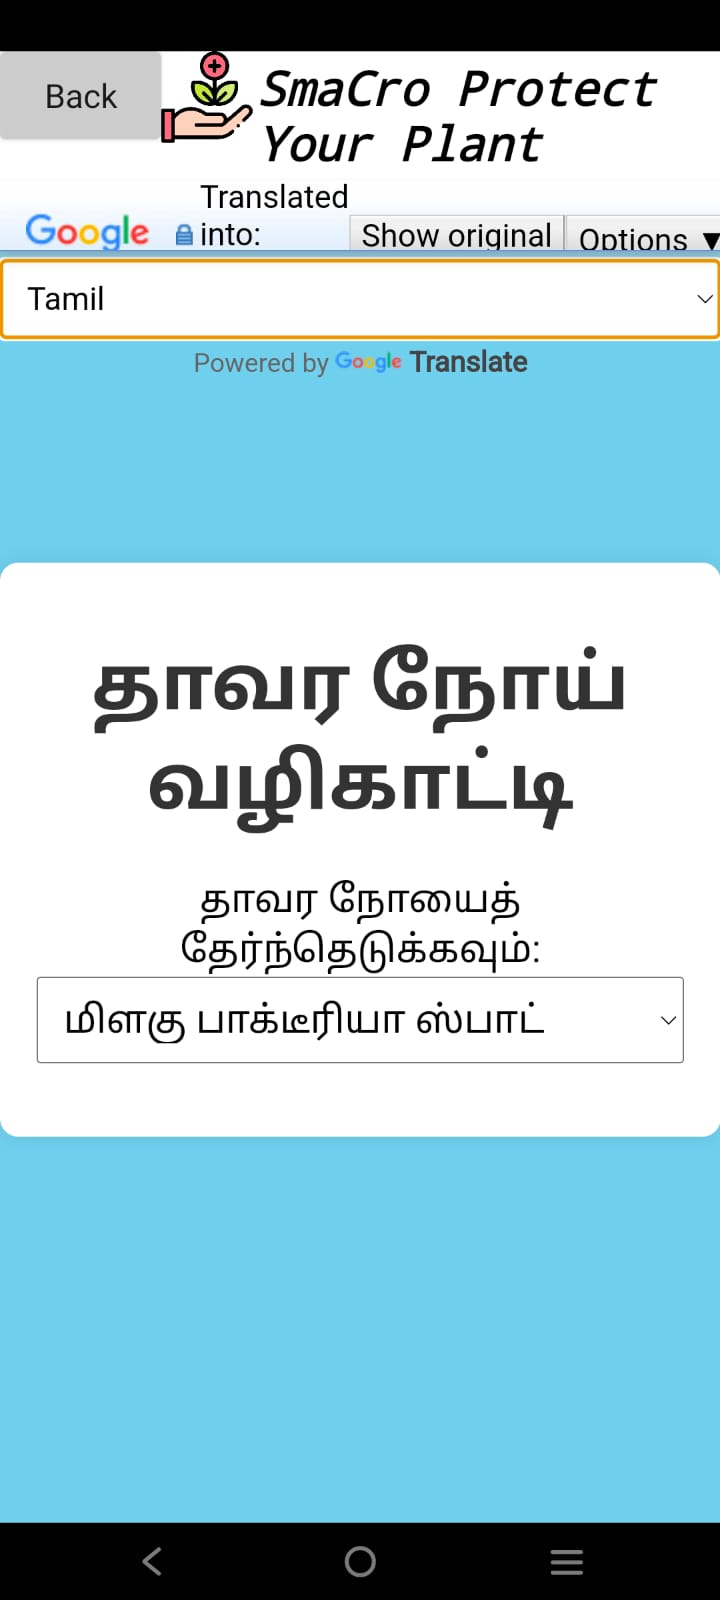 Back
SmaCro Protect
Your Plant
Translated
Google into: Show original Options ▼
Tamil
Powered by Google Translate
தாவர நோய்
வழிகாட்டி
தாவர நோயைத்
தேர்ந்தெடுக்கவும்:
மிளகு பாக்டீரியா ஸ்பாட்